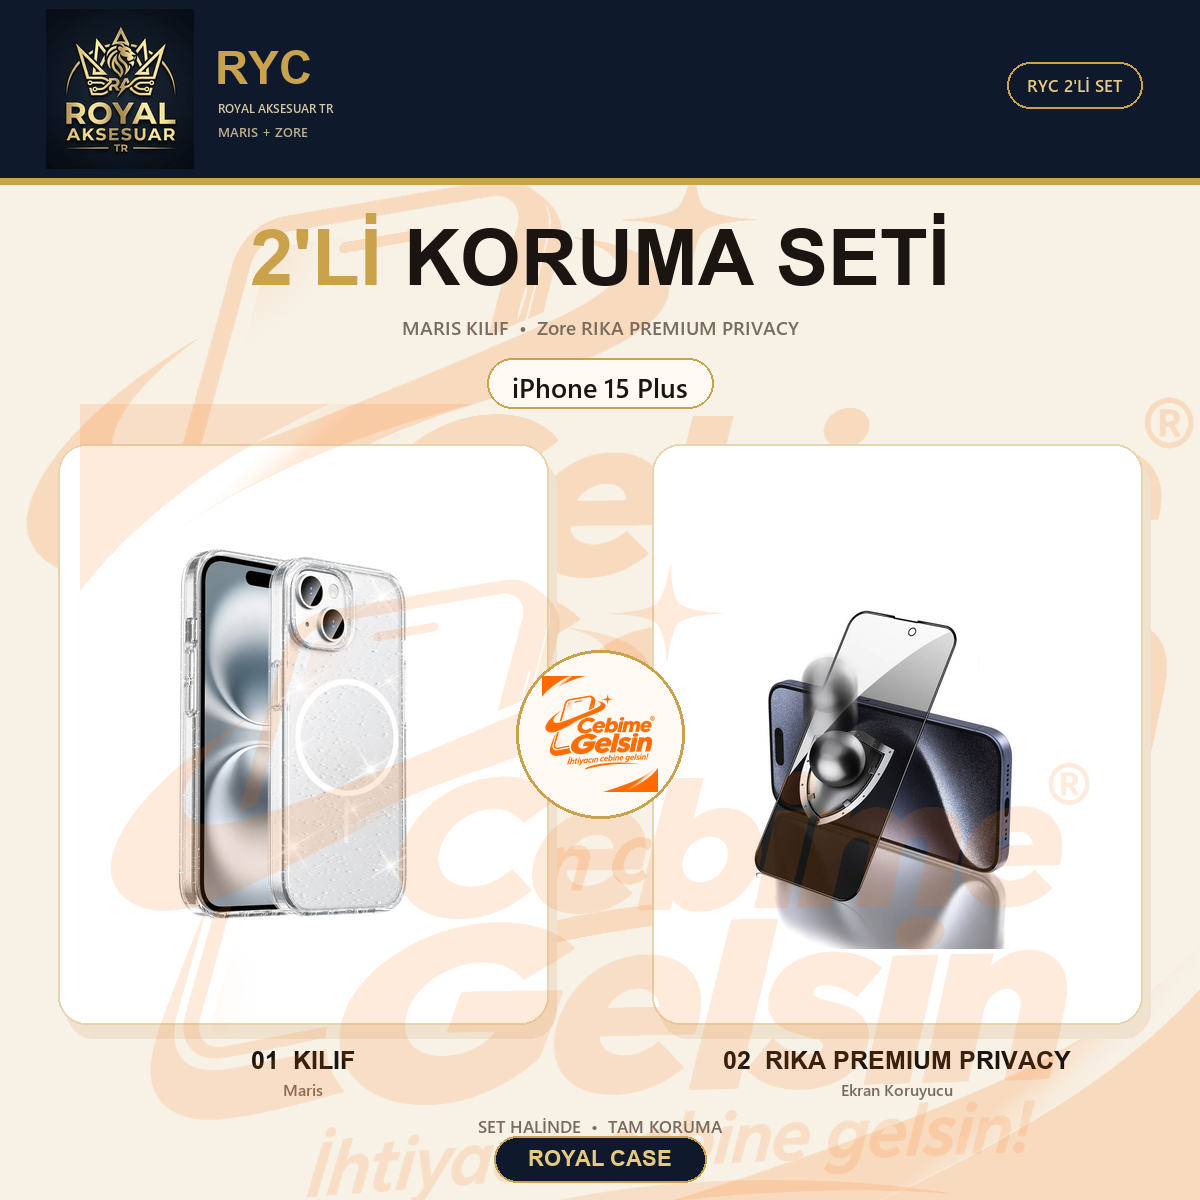 ROYAL
AKSESUAR
TR
RYC
ROYAL AKSESUAR TR
MARIS + ZORE
RYC 2'Lİ SET
2'Lİ KORUMA SETİ
MARIS KILIF • Zore RIKA PREMIUM PRIVACY
iPhone 15 Plus
Cebime®
Gelsin
İhtiyacın cebine gelsin!
Cebime®
Gelsin
01 KILIF
Maris
02 RIKA PREMIUM PRIVACY
Ekran Koruyucu
SET HALİNDE • TAM KORUMA
ROYAL CASE